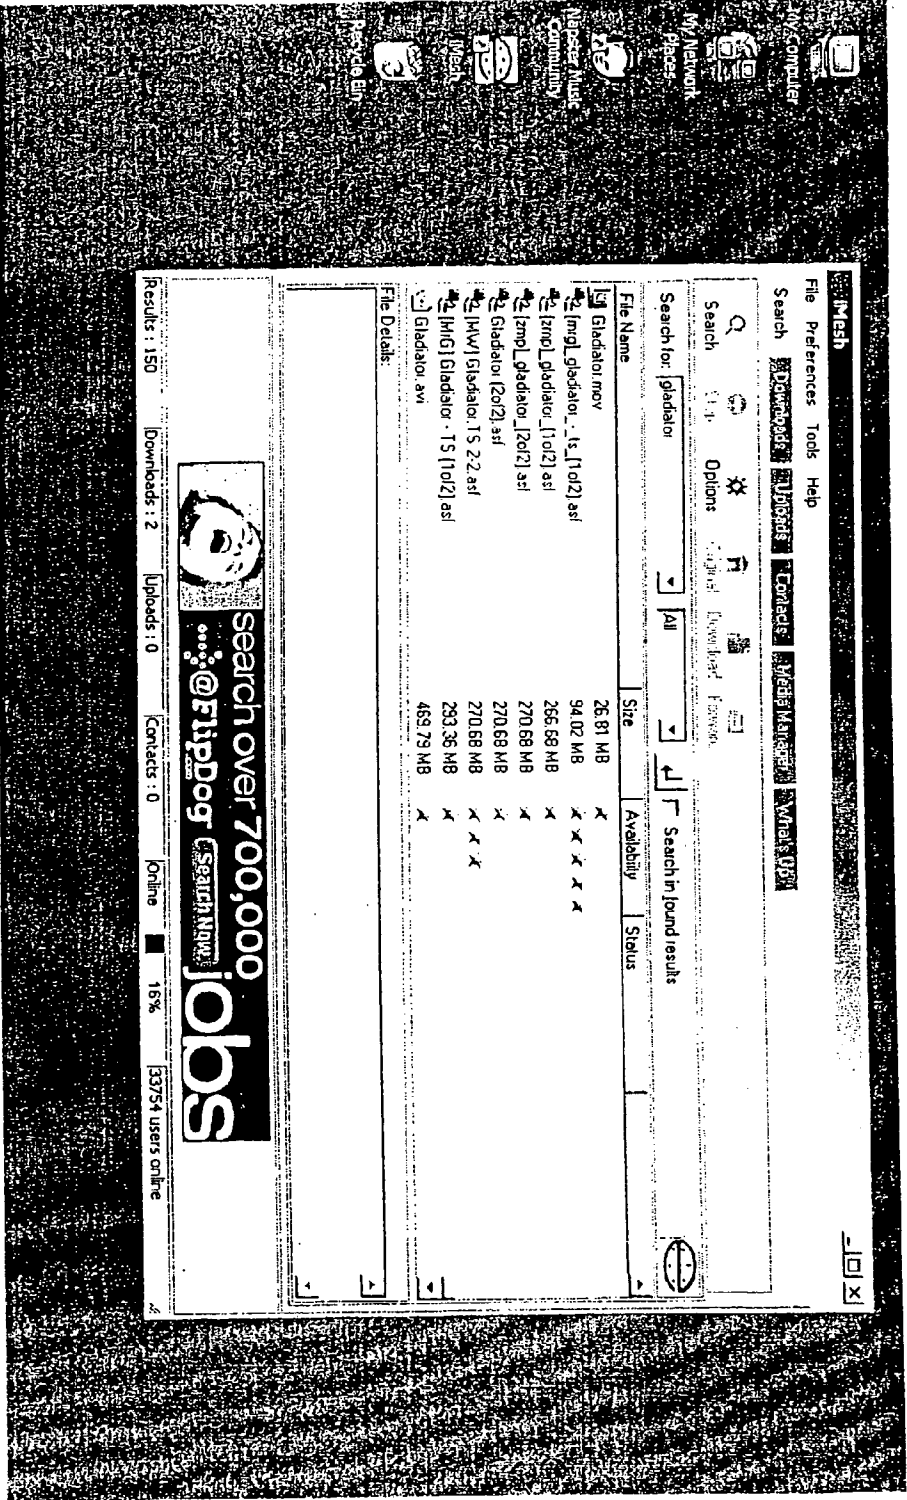 My Computer
My Network
Places
Napster Music
Community
iMesh
Recycle Bin
iMesh
File Preferences Tools Help
Search Downloads Uploads Contacts Media Manager What's Up?
Search Stop Options Download
Search for: gladiator All Search in found results
File Name Size Availability Status
Gladiator.mov 26.81 MB
[mrg]_gladiator_-_ts_(1of2).asf 94.02 MB
[zmp]_gladiator_(1of2).asf 266.68 MB
[zmp]_gladiator_(2of2).asf 270.68 MB
Gladiator (2of2).asf 270.68 MB
[MW] Gladiator.TS 2-2.asf 270.68 MB
[MrG] Gladiator - TS (1of2).asf 293.36 MB
Gladiator.avi 469.79 MB
File Details:
search over 700,000 jobs
@FlipDog .com Search Now
Results : 150 Downloads : 2 Uploads : 0 Contacts : 0 Online 16% 33754 users online